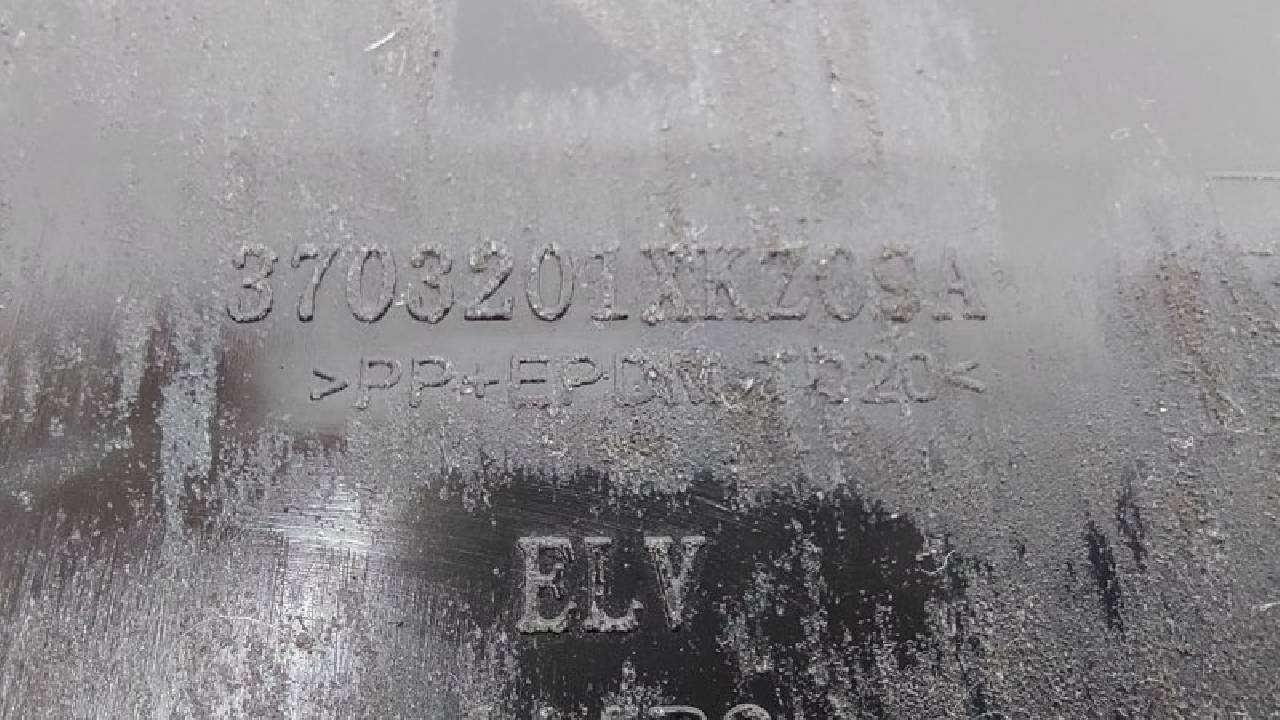 3703201XKZ09A
>PP+EPDM-TD20<
ELV